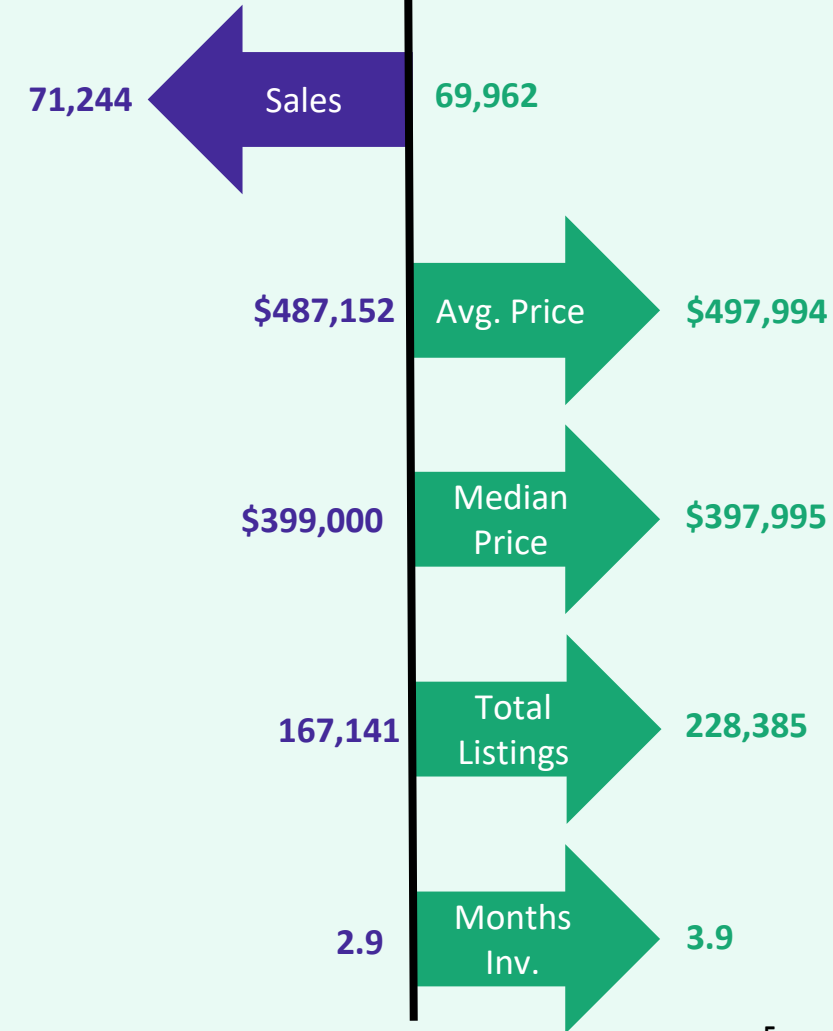 71,244
Sales
69,962
$487,152
Avg. Price
$497,994
$399,000
Median
Price
$397,995
167,141
Total
Listings
228,385
2.9
Months
Inv.
3.9